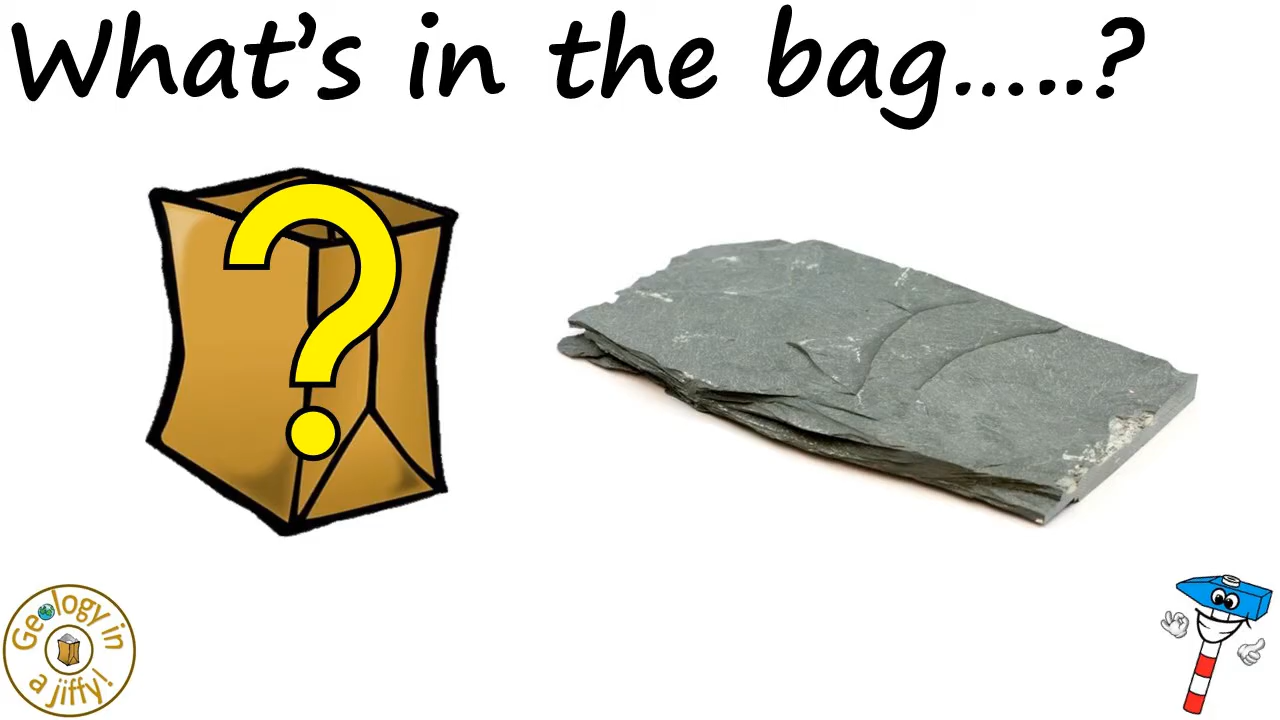 What's in the bag.....?
Geology in
a jiffy!